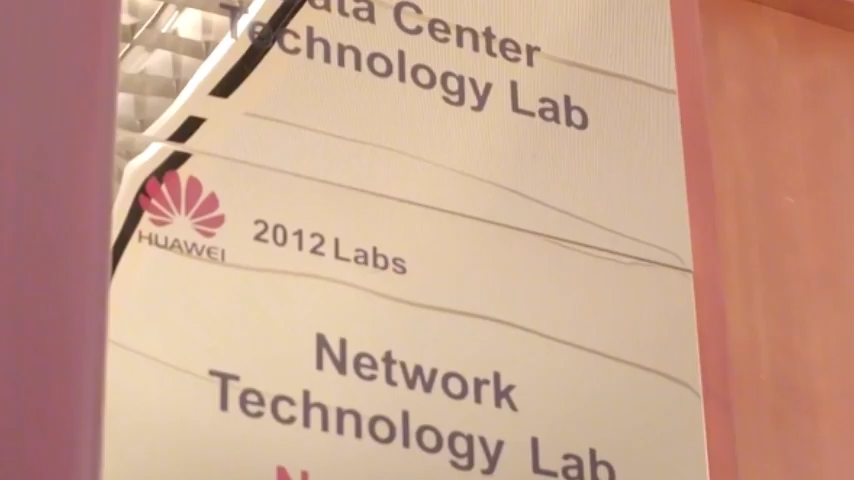 ata Center
Technology Lab
HUAWEI
2012 Labs
Network
Technology Lab
N